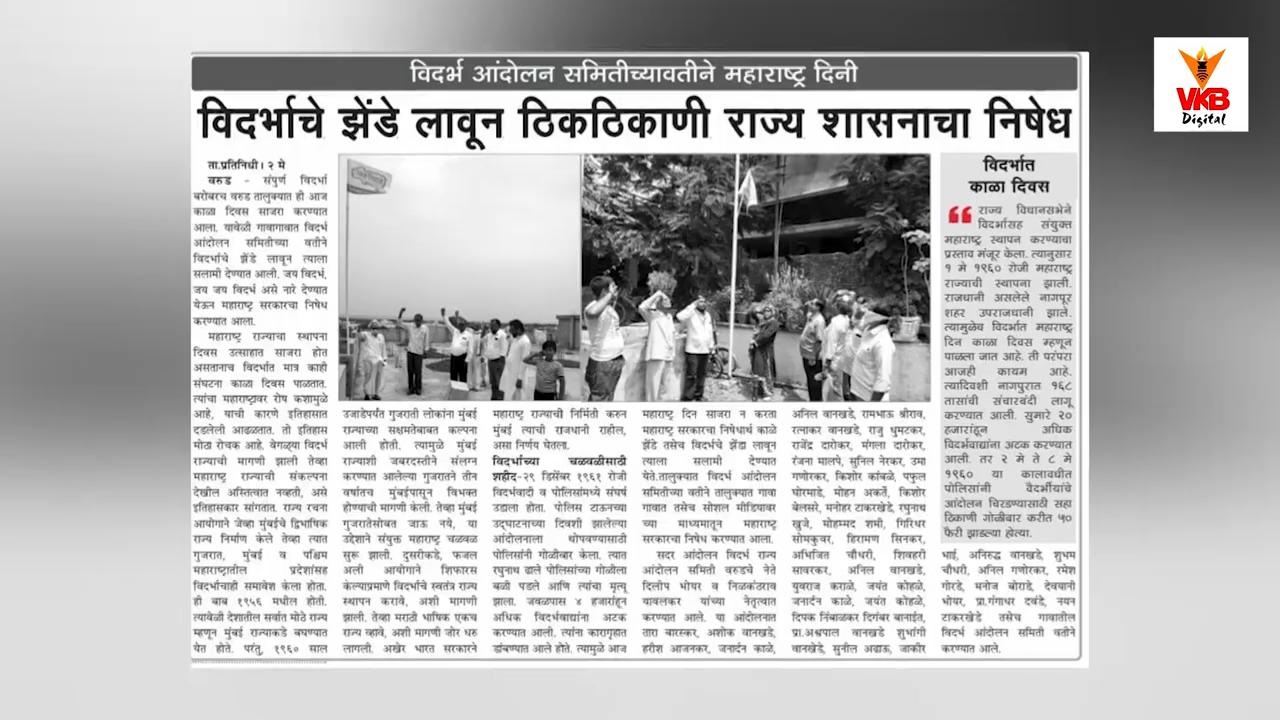 विदर्भ आंदोलन समितीच्यावतीने महाराष्ट्र दिनी
विदर्भाचे झेंडे लावून ठिकठिकाणी राज्य शासनाचा निषेध
ता.प्रतिनिधी। २ मे
वरुड - संपुर्ण विदर्भा
बरोबरच वरुड तालुक्यात ही आज
काळा दिवस साजरा करण्यात
आला. यावेळी गावागावात विदर्भ
आंदोलन समितीच्या वतीने
विदर्भाचे झेंडे लावून त्याला
सलामी देण्यात आली. जय विदर्भ,
जय जय विदर्भ असे नारे देण्यात
येऊन महाराष्ट्र सरकारचा निषेध
करण्यात आला.
महाराष्ट्र राज्याचा स्थापना
दिवस उत्साहात साजरा होत
असतानाच विदर्भात मात्र काही
संघटना काळा दिवस पाळतात.
त्यांचा महाराष्ट्रावर रोष कशामुळे
आहे, याची कारणे इतिहासात
दडलेली आढळतात. तो इतिहास
मोठा रोचक आहे. वेगळ्या विदर्भ
राज्याची मागणी झाली तेव्हा
महाराष्ट्र राज्याची संकल्पना
देखील अस्तित्वात नव्हती, असे
इतिहासकार सांगतात. राज्य रचना
आयोगाने जेव्हा मुंबईचे द्विभाषिक
राज्य निर्माण केले तेव्हा त्यात
गुजरात, मुंबई व पश्चिम
महाराष्ट्रातील प्रदेशांसह
विदर्भाचाही समावेश केला होता.
ही बाब १९५६ मधील होती.
त्यावेळी देशातील सर्वात मोठे राज्य
म्हणून मुंबई राज्याकडे बघण्यात
येत होते. परंतु, १९६० साल
उजाडेपर्यंत गुजराती लोकांना मुंबई
राज्याच्या सक्षमतेबाबत कल्पना
आली होती. त्यामुळे मुंबई
राज्याशी जबरदस्तीने संलग्न
करण्यात आलेल्या गुजरातने तीन
वर्षातच मुंबईपासून विभक्त
होण्याची मागणी केली. तेव्हा मुंबई
गुजरातेसोबत जाऊ नये, या
उद्देशाने संयुक्त महाराष्ट्र चळवळ
सुरू झाली. दुसरीकडे, फजल
अली आयोगाने शिफारस
केल्याप्रमाणे विदर्भाचे स्वतंत्र राज्य
स्थापन करावे, अशी मागणी
झाली. तेव्हा मराठी भाषिक एकच
राज्य व्हावे, अशी मागणी जोर धरु
लागली. अखेर भारत सरकारने
महाराष्ट्र राज्याची निर्मिती करुन
मुंबई त्याची राजधानी राहील,
असा निर्णय घेतला.
विदर्भाच्या चळवळीसाठी
शहीद-२९ डिसेंबर १९६१ रोजी
विदर्भवादी व पोलिसांमध्ये संघर्ष
उडाला होता. पोलिस टाऊनच्या
उद्घाटनाच्या दिवशी झालेल्या
आंदोलनाला थोपवण्यासाठी
पोलिसांनी गोळीबार केला. त्यात
रघुनाथ ढाले पोलिसांच्या गोळीला
बळी पडले आणि त्यांचा मृत्यू
झाला. जवळपास ४ हजारांहून
अधिक विदर्भवाद्यांना अटक
करण्यात आली. त्यांना कारागृहात
डांबण्यात आले होते. त्यामुळे आज
महाराष्ट्र दिन साजरा न करता
महाराष्ट्र सरकारचा निषेधार्थ काळे
झेंडे तसेच विदर्भचे झेंडा लावून
त्याला सलामी देण्यात
येते.तालुक्यात विदर्भ आंदोलन
समितीच्या वतीने तालुक्यात गावा
गावात तसेच सोशल मीडियावर
च्या माध्यमातून महाराष्ट्र
सरकारचा निषेध करण्यात आला.
सदर आंदोलन विदर्भ राज्य
आंदोलन समिती वरुडचे नेते
दिलीप भोयर व निळकंठराव
यावलकर यांच्या नेतृत्वात
करण्यात आले. या आंदोलनात
तारा बारस्कर, अशोक वानखडे,
हरीश आजनकर, जनार्दन काळे,
अनिल वानखडे, रामभाऊ श्रीराव,
रत्नाकर वानखडे, राजु धुमटकर,
राजेंद्र दारोकर, मंगला दारोकर,
रंजना मालपे, सुनिल नेरकर, उमा
गणोरकर, किशोर कांबळे, पफुल
घोरमाडे, मोहन अकर्ते, किशोर
बेलसरे, मनोहर टाकरखेडे, रघुनाथ
खुजे, मोहम्मद शमी, गिरिधर
सोमकुवर, हिरामण सिनकर,
अभिजित चौधरी, शिवहरी
सावरकर, अनिल वानखडे,
युवराज कराळे, जयंत कोहळे,
जनार्दन काळे, जयंत कोहळे,
दिपक निंबाळकर दिगंबर बानाईत,
प्रा.अश्वपाल वानखडे शुभांगी
वानखेडे, सुनील अढाऊ, जाकीर
विदर्भात
काळा दिवस
राज्य विधानसभेने
विदर्भासह संयुक्त
महाराष्ट्र स्थापन करण्याचा
प्रस्ताव मंजूर केला. त्यानुसार
१ मे १९६० रोजी महाराष्ट्र
राज्याची स्थापना झाली.
राजधानी असलेले नागपूर
शहर उपराजधानी झाले.
त्यामुळेव विदर्भात महाराष्ट्र
दिन काळा दिवस म्हणून
पाळला जात आहे. ती परंपरा
आजही कायम आहे.
त्यादिवशी नागपुरात १६८
तासांची संचारबंदी लागू
करण्यात आली. सुमारे २०
हजारांहून अधिक
विदर्भवाद्यांना अटक करण्यात
आली. तर २ मे ते ८ मे
१९६० या कालावधीत
पोलिसांनी वैदर्भीयांचे
आंदोलन चिरडण्यासाठी सहा
ठिकाणी गोळीबार करीत ५०
फैरी झाडल्या होत्या.
भाई, अनिरुद्ध वानखडे, शुभम
चौधरी, अनिल गणोरकर, रमेश
गोरडे, मनोज बोराडे, देवयानी
भोयर, प्रा.गंगाधर दवंडे, नयन
टाकरखेडे तसेच गावातील
विदर्भ आंदोलन समिती वतीने
करण्यात आले.
VKB
Digital